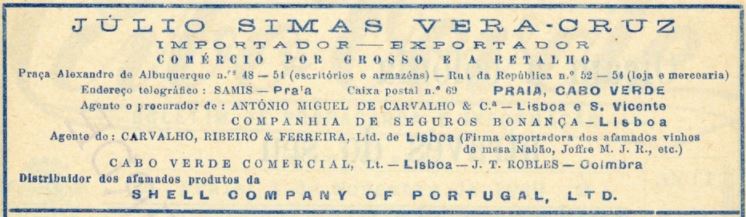 JÚLIO SIMAS VERA-CRUZ
IMPORTADOR — EXPORTADOR
COMÉRCIO POR GROSSO E A RETALHO
Praça Alexandre de Albuquerque n.ºs 48 — 51 (escritórios e armazéns) — Rua da República n.º 52 — 54 (loja e mercearia)
Endereço telegráfico: SAMIS — Praia Caixa postal n.º 69 PRAIA, CABO VERDE
Agente e procurador de: ANTÓNIO MIGUEL DE CARVALHO & C.ª — Lisboa e S. Vicente
COMPANHIA DE SEGUROS BONANÇA — Lisboa
Agente de: CARVALHO, RIBEIRO & FERREIRA, Ltd. de Lisboa (Firma exportadora dos afamados vinhos
de mesa Nabão, Joffre M. J. R., etc.)
CABO VERDE COMERCIAL, Lt. — Lisboa — J. T. ROBLES — Coimbra
Distribuidor dos afamados produtos da
SHELL COMPANY OF PORTUGAL, LTD.